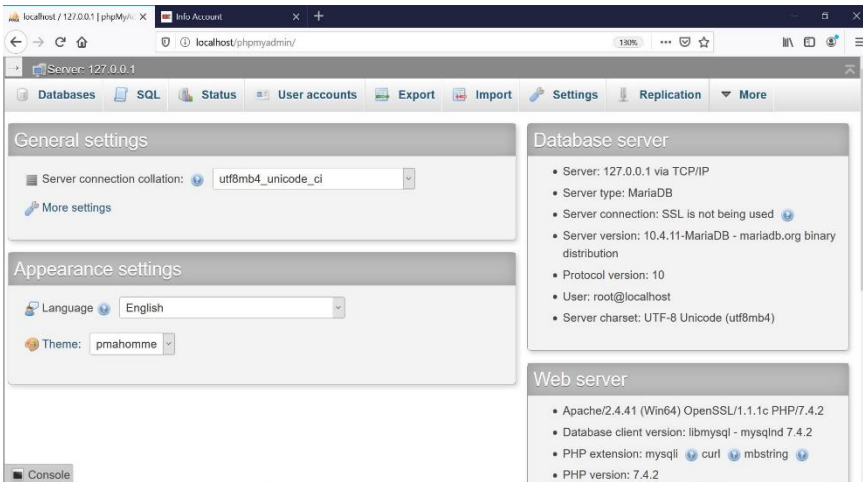 localhost / 127.0.0.1 | phpMyAd
Info Account
localhost/phpmyadmin/
130%
Server: 127.0.0.1
Databases
SQL
Status
User accounts
Export
Import
Settings
Replication
More
General settings
Server connection collation:
utf8mb4_unicode_ci
More settings
Appearance settings
Language
English
Theme:
pmahomme
Database server
Server: 127.0.0.1 via TCP/IP
Server type: MariaDB
Server connection: SSL is not being used
Server version: 10.4.11-MariaDB - mariadb.org binary
distribution
Protocol version: 10
User: root@localhost
Server charset: UTF-8 Unicode (utf8mb4)
Web server
Apache/2.4.41 (Win64) OpenSSL/1.1.1c PHP/7.4.2
Database client version: libmysql - mysqlnd 7.4.2
PHP extension: mysqli curl mbstring
PHP version: 7.4.2
Console